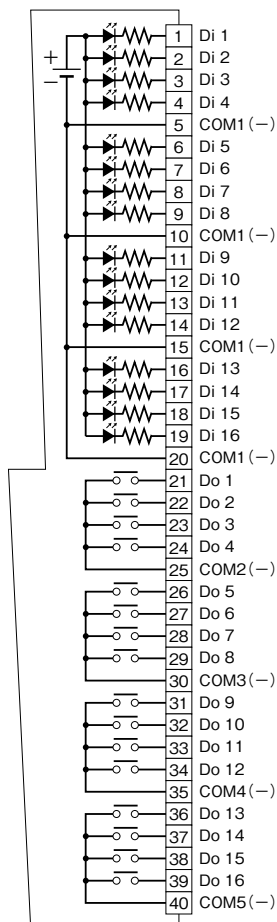 +
−
1 Di 1
2 Di 2
3 Di 3
4 Di 4
5 COM1(−)
6 Di 5
7 Di 6
8 Di 7
9 Di 8
10 COM1(−)
11 Di 9
12 Di 10
13 Di 11
14 Di 12
15 COM1(−)
16 Di 13
17 Di 14
18 Di 15
19 Di 16
20 COM1(−)
21 Do 1
22 Do 2
23 Do 3
24 Do 4
25 COM2(−)
26 Do 5
27 Do 6
28 Do 7
29 Do 8
30 COM3(−)
31 Do 9
32 Do 10
33 Do 11
34 Do 12
35 COM4(−)
36 Do 13
37 Do 14
38 Do 15
39 Do 16
40 COM5(−)